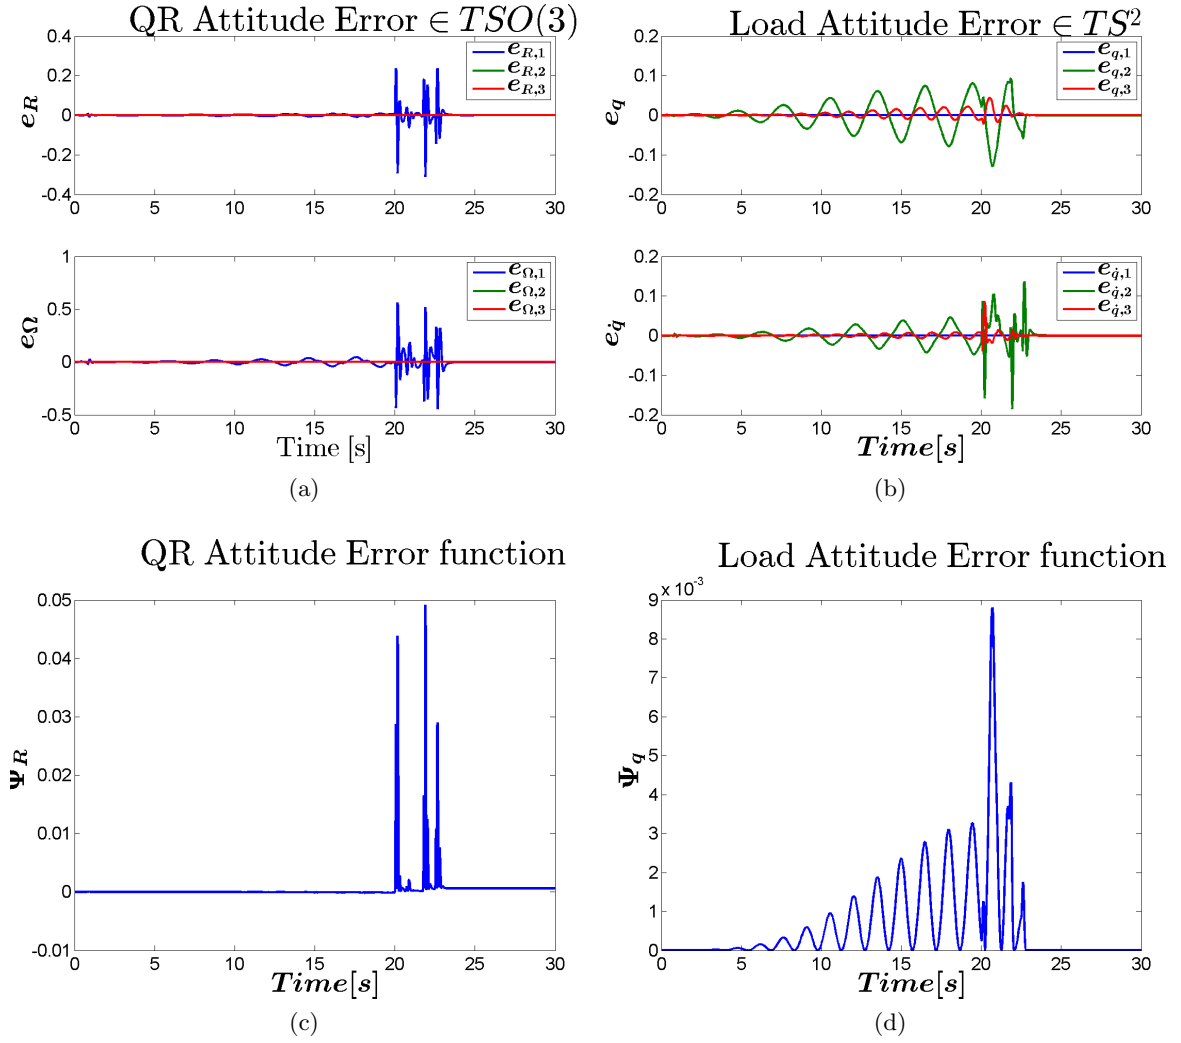 QR Attitude Error ∈ TSO(3)
0.4
0.2
0
-0.2
-0.4
e_R
e_{R,1}
e_{R,2}
e_{R,3}
0 5 10 15 20 25 30
1
0.5
0
-0.5
e_Ω
e_{Ω,1}
e_{Ω,2}
e_{Ω,3}
0 5 10 15 20 25 30
Time [s]
(a)
Load Attitude Error ∈ TS²
0.2
0.1
0
-0.1
-0.2
e_q
e_{q,1}
e_{q,2}
e_{q,3}
0 5 10 15 20 25 30
0.2
0.1
0
-0.1
-0.2
e_{q̇}
e_{q̇,1}
e_{q̇,2}
e_{q̇,3}
0 5 10 15 20 25 30
Time[s]
(b)
QR Attitude Error function
0.05
0.04
0.03
0.02
0.01
0
-0.01
Ψ_R
0 5 10 15 20 25 30
Time[s]
(c)
Load Attitude Error function
x 10⁻³
9
8
7
6
5
4
3
2
1
0
Ψ_q
0 5 10 15 20 25 30
Time[s]
(d)